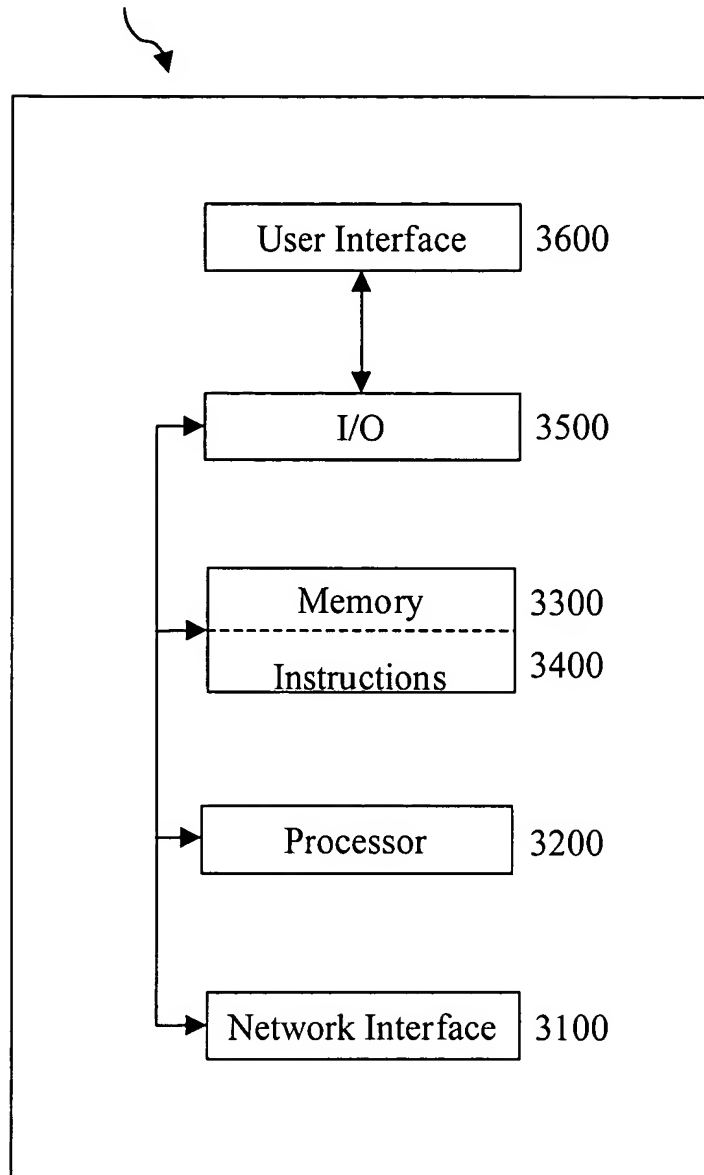 User Interface 3600
I/O 3500
Memory 3300
Instructions 3400
Processor 3200
Network Interface 3100